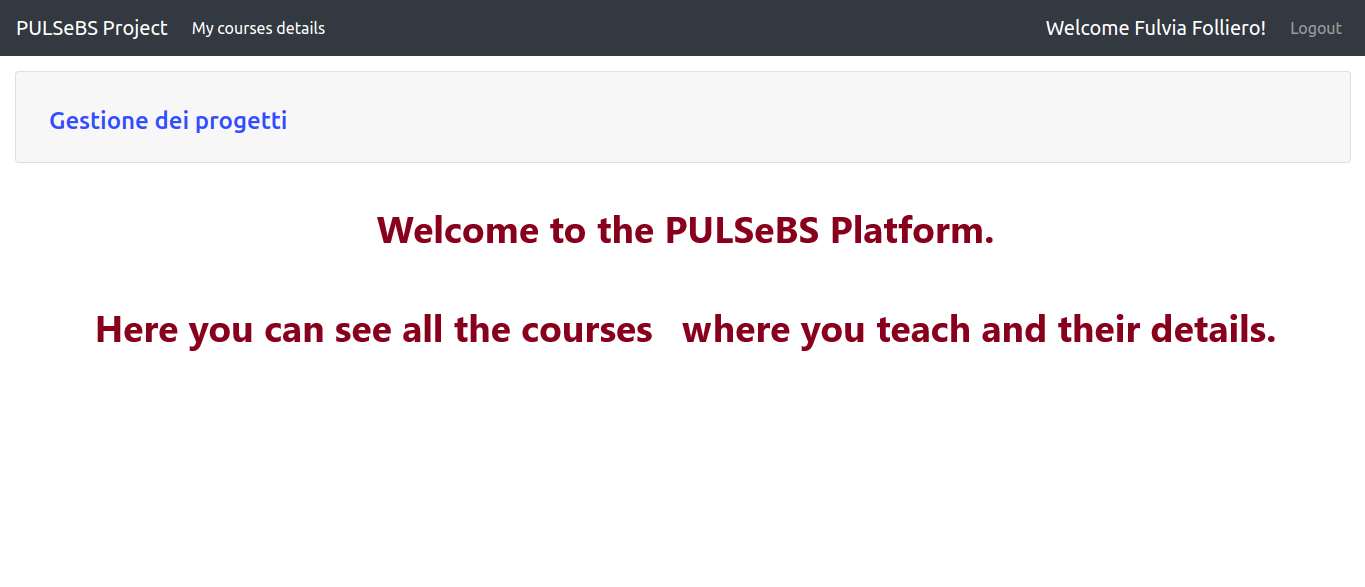 PULSeBS Project My courses details Welcome Fulvia Folliero! Logout
Gestione dei progetti
Welcome to the PULSeBS Platform.
Here you can see all the courses where you teach and their details.